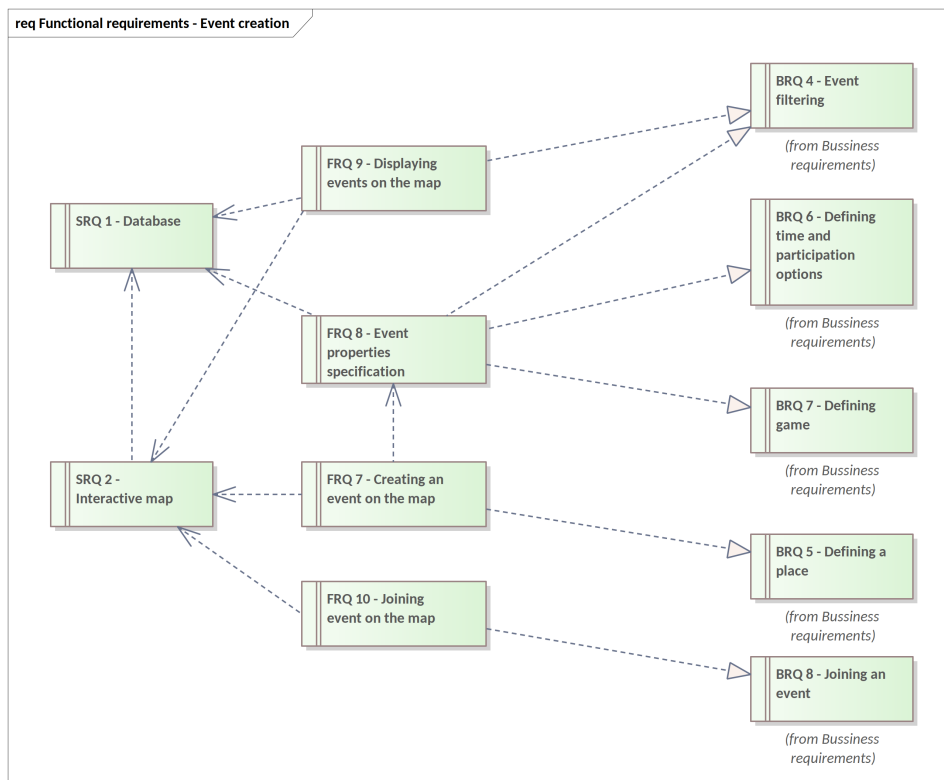 req Functional requirements - Event creation
BRQ 4 - Event
filtering
(from Bussiness
requirements)
FRQ 9 - Displaying
events on the map
SRQ 1 - Database
BRQ 6 - Defining
time and
participation
options
(from Bussiness
requirements)
FRQ 8 - Event
properties
specification
BRQ 7 - Defining
game
(from Bussiness
requirements)
SRQ 2 -
Interactive map
FRQ 7 - Creating an
event on the map
BRQ 5 - Defining a
place
(from Bussiness
requirements)
FRQ 10 - Joining
event on the map
BRQ 8 - Joining an
event
(from Bussiness
requirements)